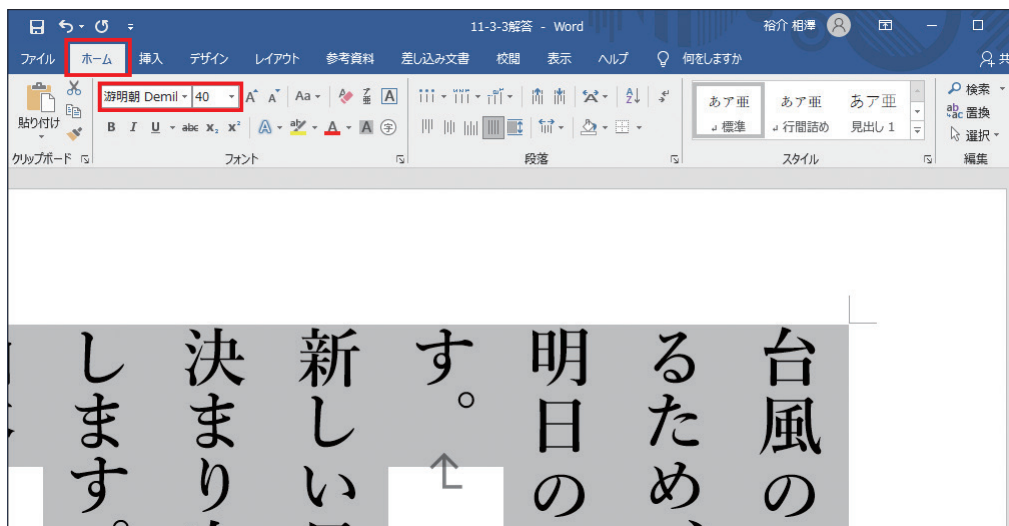 11-3-3解答 - Word
裕介 相澤
ファイル ホーム 挿入 デザイン レイアウト 参考資料 差し込み文書 校閲 表示 ヘルプ 何をしますか 共
貼り付け
游明朝 Demil 40
A A Aa A
B I U abc x₂ x² A aby A A 字
あア亜 あア亜 あア亜
標準 行間詰め 見出し 1
検索
置換
選択
クリップボード フォント 段落 スタイル 編集
台風の
るため、
明日の
す。
新しい
決まり
します。